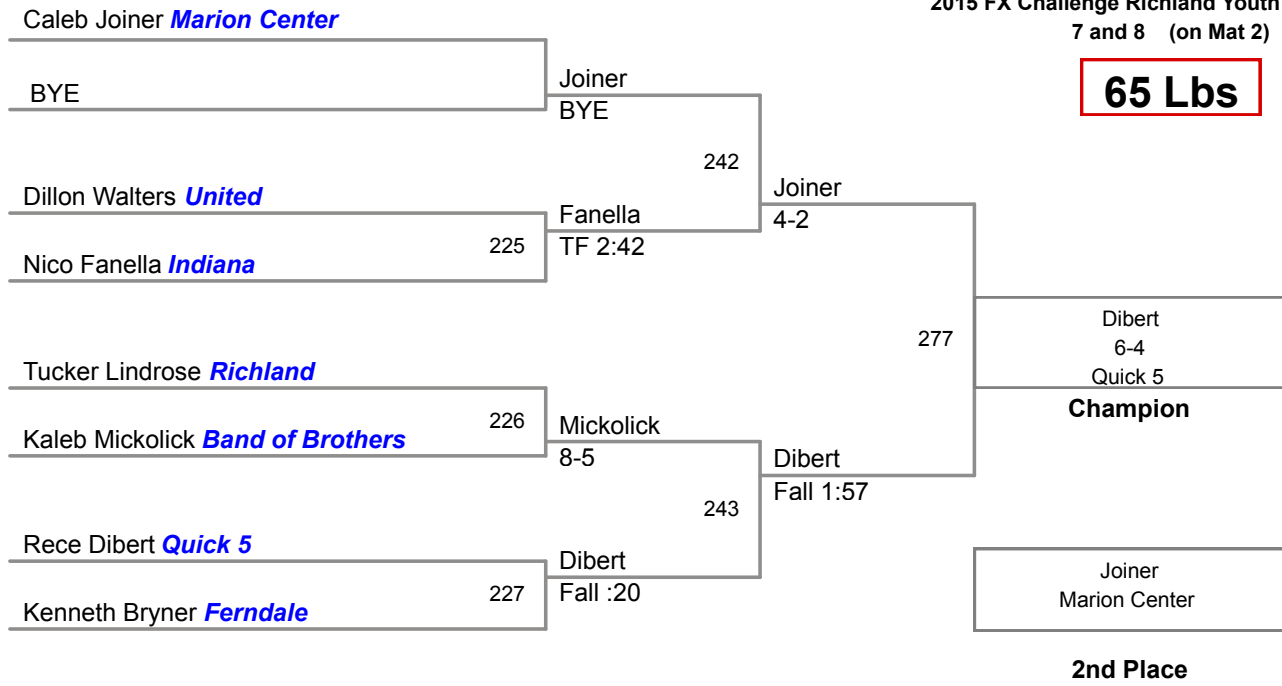 2015 FX Challenge Richland Youth
7 and 8 (on Mat 2)
65 Lbs
Caleb Joiner Marion Center
BYE
Joiner
BYE
242
Dillon Walters United
Nico Fanella Indiana
225
Fanella
TF 2:42
Joiner
4-2
Tucker Lindrose Richland
Kaleb Mickolick Band of Brothers
226
Mickolick
8-5
243
Rece Dibert Quick 5
Kenneth Bryner Ferndale
227
Dibert
Fall :20
Dibert
Fall 1:57
277
Dibert
6-4
Quick 5
Champion
Joiner
Marion Center
2nd Place